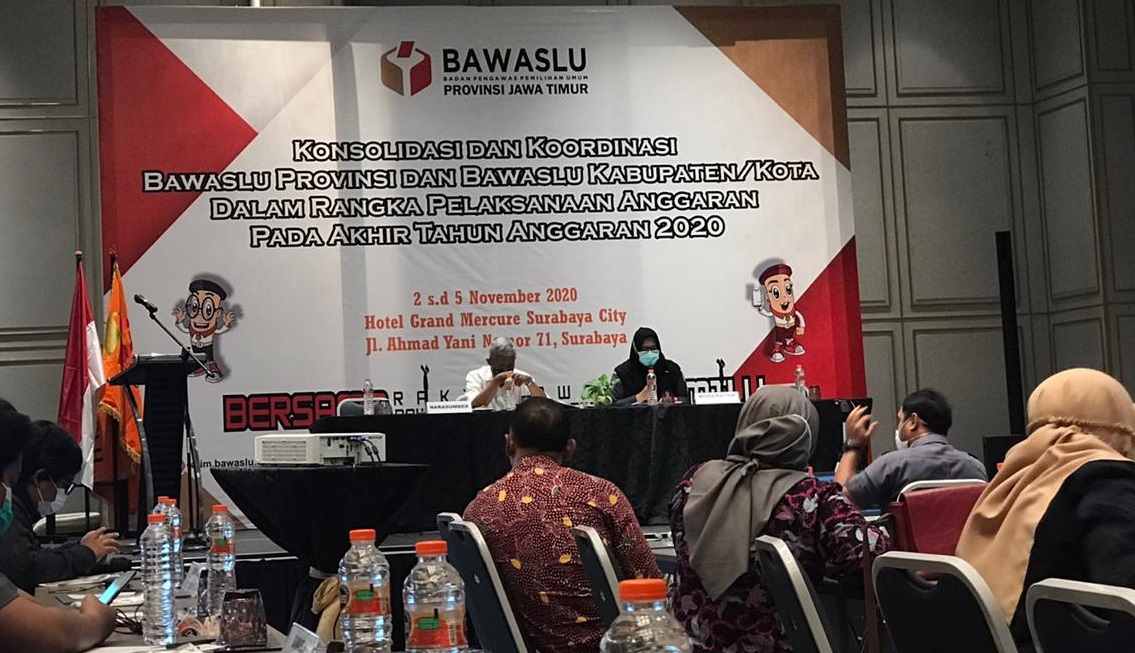 BAWASLU
BADAN PENGAWAS PEMILIHAN UMUM
PROVINSI JAWA TIMUR
KONSOLIDASI DAN KOORDINASI
BAWASLU PROVINSI DAN BAWASLU KABUPATEN/KOTA
DALAM RANGKA PELAKSANAAN ANGGARAN
PADA AKHIR TAHUN ANGGARAN 2020
2 s.d 5 November 2020
Hotel Grand Mercure Surabaya City
Jl. Ahmad Yani Nomor 71, Surabaya
NARASUMBER
MODERATOR